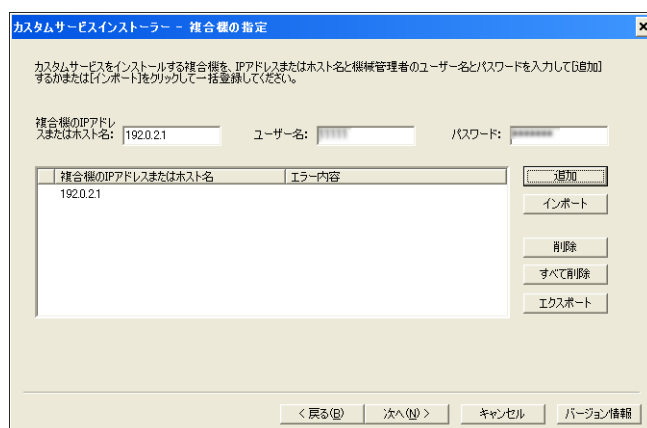 カスタムサービスインストーラー - 複合機の指定
カスタムサービスをインストールする複合機を、IPアドレスまたはホスト名と機械管理者のユーザー名とパスワードを入力して[追加]
するかまたは[インポート]をクリックして一括登録してください。
複合機のIPアドレ
スまたはホスト名: 192.0.2.1 ユーザー名: パスワード:
複合機のIPアドレスまたはホスト名 エラー内容 追加
192.0.2.1
インポート
削除
すべて削除
エクスポート
< 戻る(B) 次へ(N) > キャンセル バージョン情報